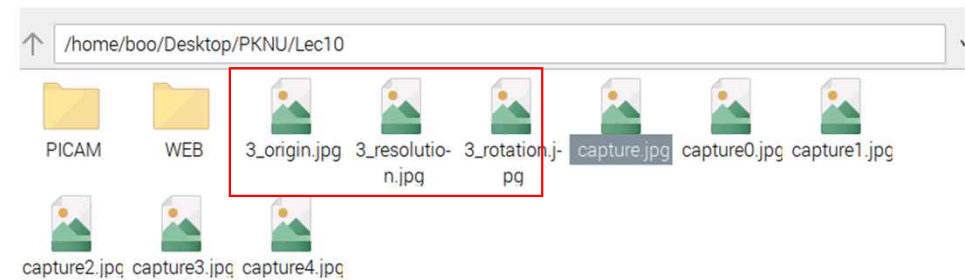 /home/boo/Desktop/PKNU/Lec10
PICAM WEB 3_origin.jpg 3_resolutio- 3_rotation.j- capture.jpg capture0.jpg capture1.jpg
n.jpg pg
capture2.jpg capture3.jpg capture4.jpg